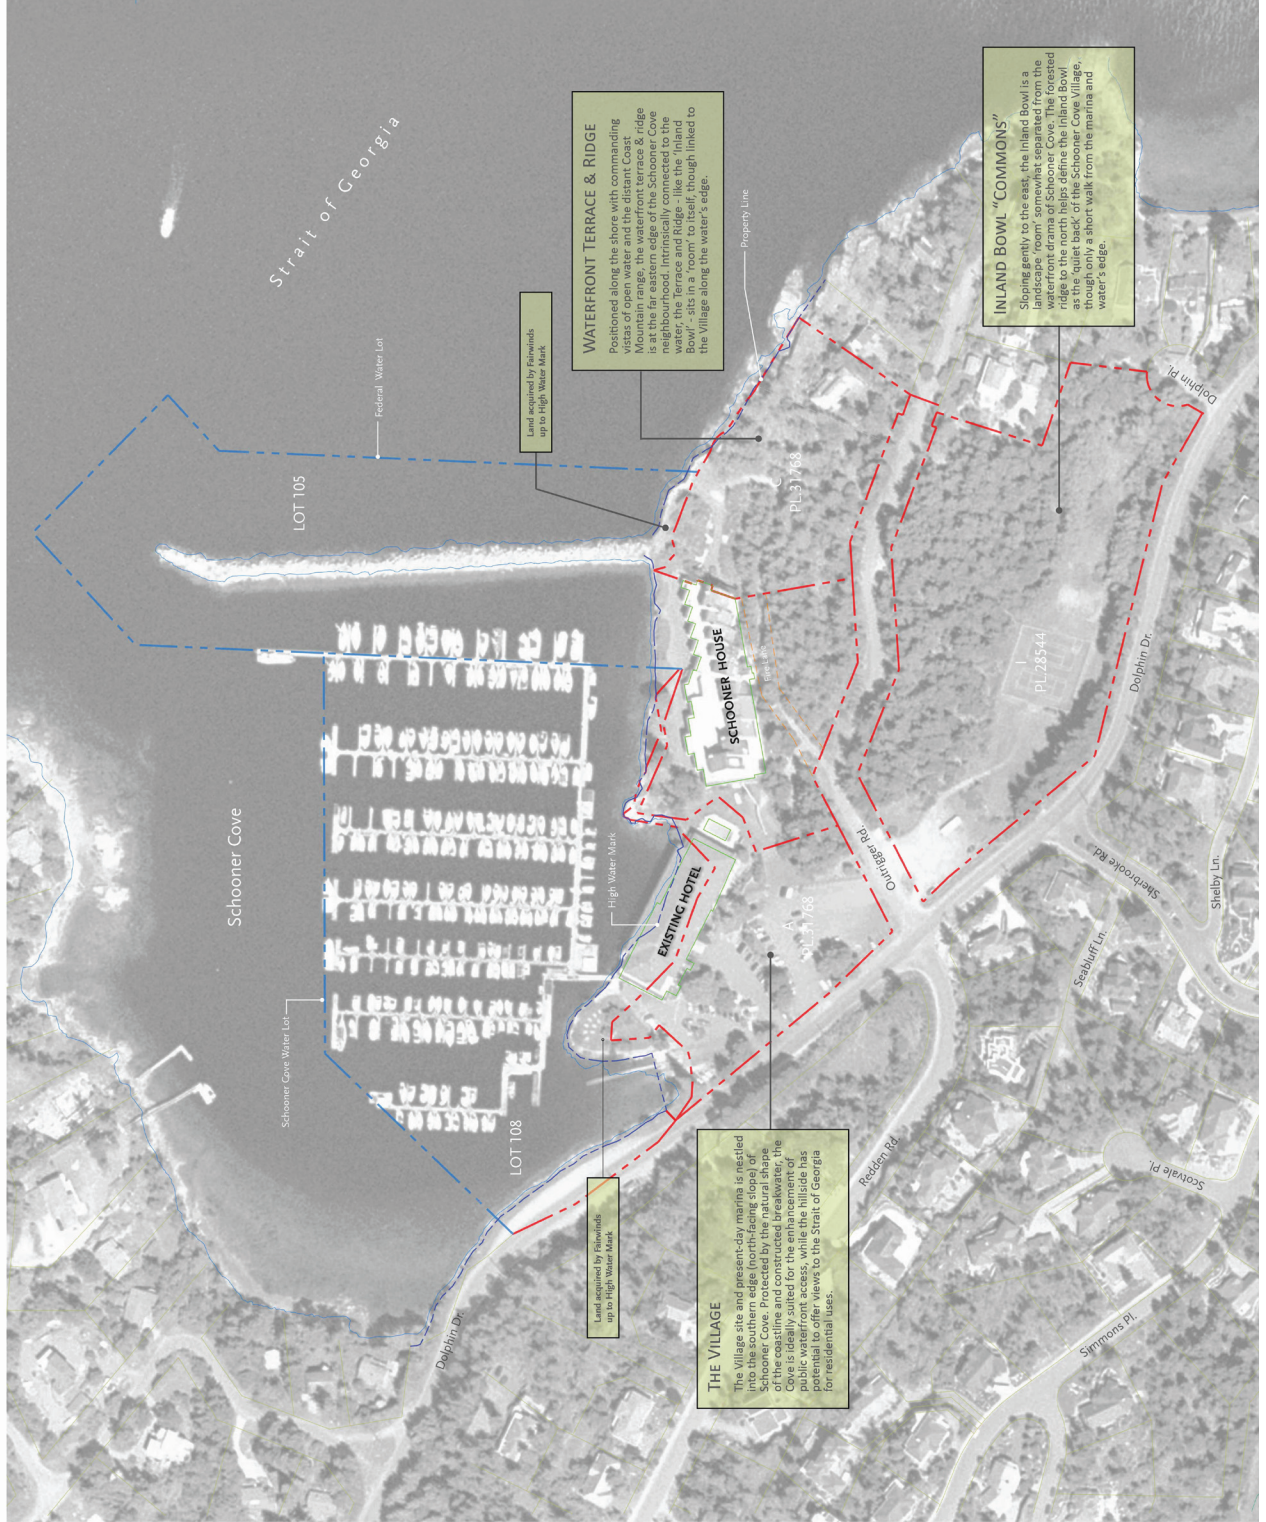 Strait of Georgia
Schooner Cove
Schooner Cove Water Lot
LOT 108
LOT 105
Federal Water Lot
Land acquired by Fairwinds
up to High Water Mark
WATERFRONT TERRACE & RIDGE
Positioned along the shore with commanding
vistas of open water and the distant Coast
Mountain range, the waterfront terrace & ridge
is at the far eastern edge of the Schooner Cove
neighbourhood. Intrinsically connected to the
water, the Terrace and Ridge - like the 'Inland
Bowl' - sits in a 'room' to itself, though linked to
the Village along the water's edge.
Property Line
High Water Mark
Land acquired by Fairwinds
up to High Water Mark
EXISTING HOTEL
SCHOONER HOUSE
C
PL.31768
A
PL.31768
I
PL.28544
THE VILLAGE
The Village site and present-day marina is nestled
into the southern edge (north-facing slope) of
Schooner Cove. Protected by the natural shape
of the coastline and constructed breakwater, the
Cove is ideally suited for the enhancement of
public waterfront access, while the hillside has
potential to offer views to the Strait of Georgia
for residential uses.
INLAND BOWL "COMMONS"
Sloping gently to the east, the Inland Bowl is a
landscape 'room' somewhat separated from the
waterfront drama of Schooner Cove. The forested
ridge to the north helps define the Inland Bowl
as the 'quiet back' of the Schooner Cove Village,
though only a short walk from the marina and
water's edge.
Dolphin Dr.
Outrigger Rd.
Dolphin Dr.
Dolphin Pl.
Redden Rd.
Sherbrooke Rd
Seabluff Ln.
Shelby Ln.
Scotvale Pl.
Simmons Pl.